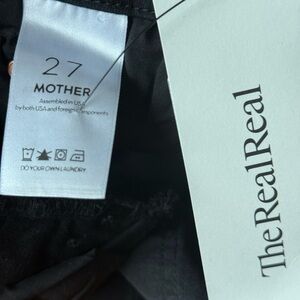 27
MOTHER
Assembled in USA
by both USA and foreign components
DO YOUR OWN LAUNDRY
TheRealReal